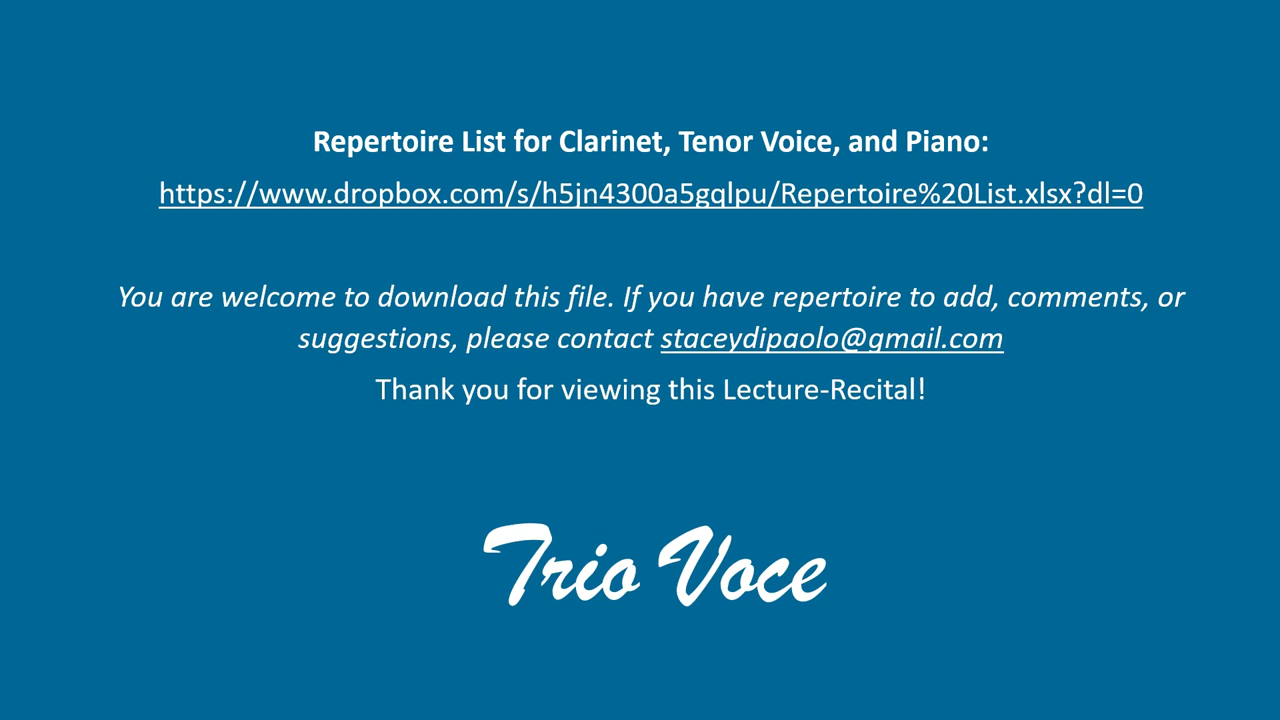 Repertoire List for Clarinet, Tenor Voice, and Piano:
https://www.dropbox.com/s/h5jn4300a5gqlpu/Repertoire%20List.xlsx?dl=0
You are welcome to download this file. If you have repertoire to add, comments, or
suggestions, please contact staceydipaolo@gmail.com
Thank you for viewing this Lecture-Recital!
Trio Voce